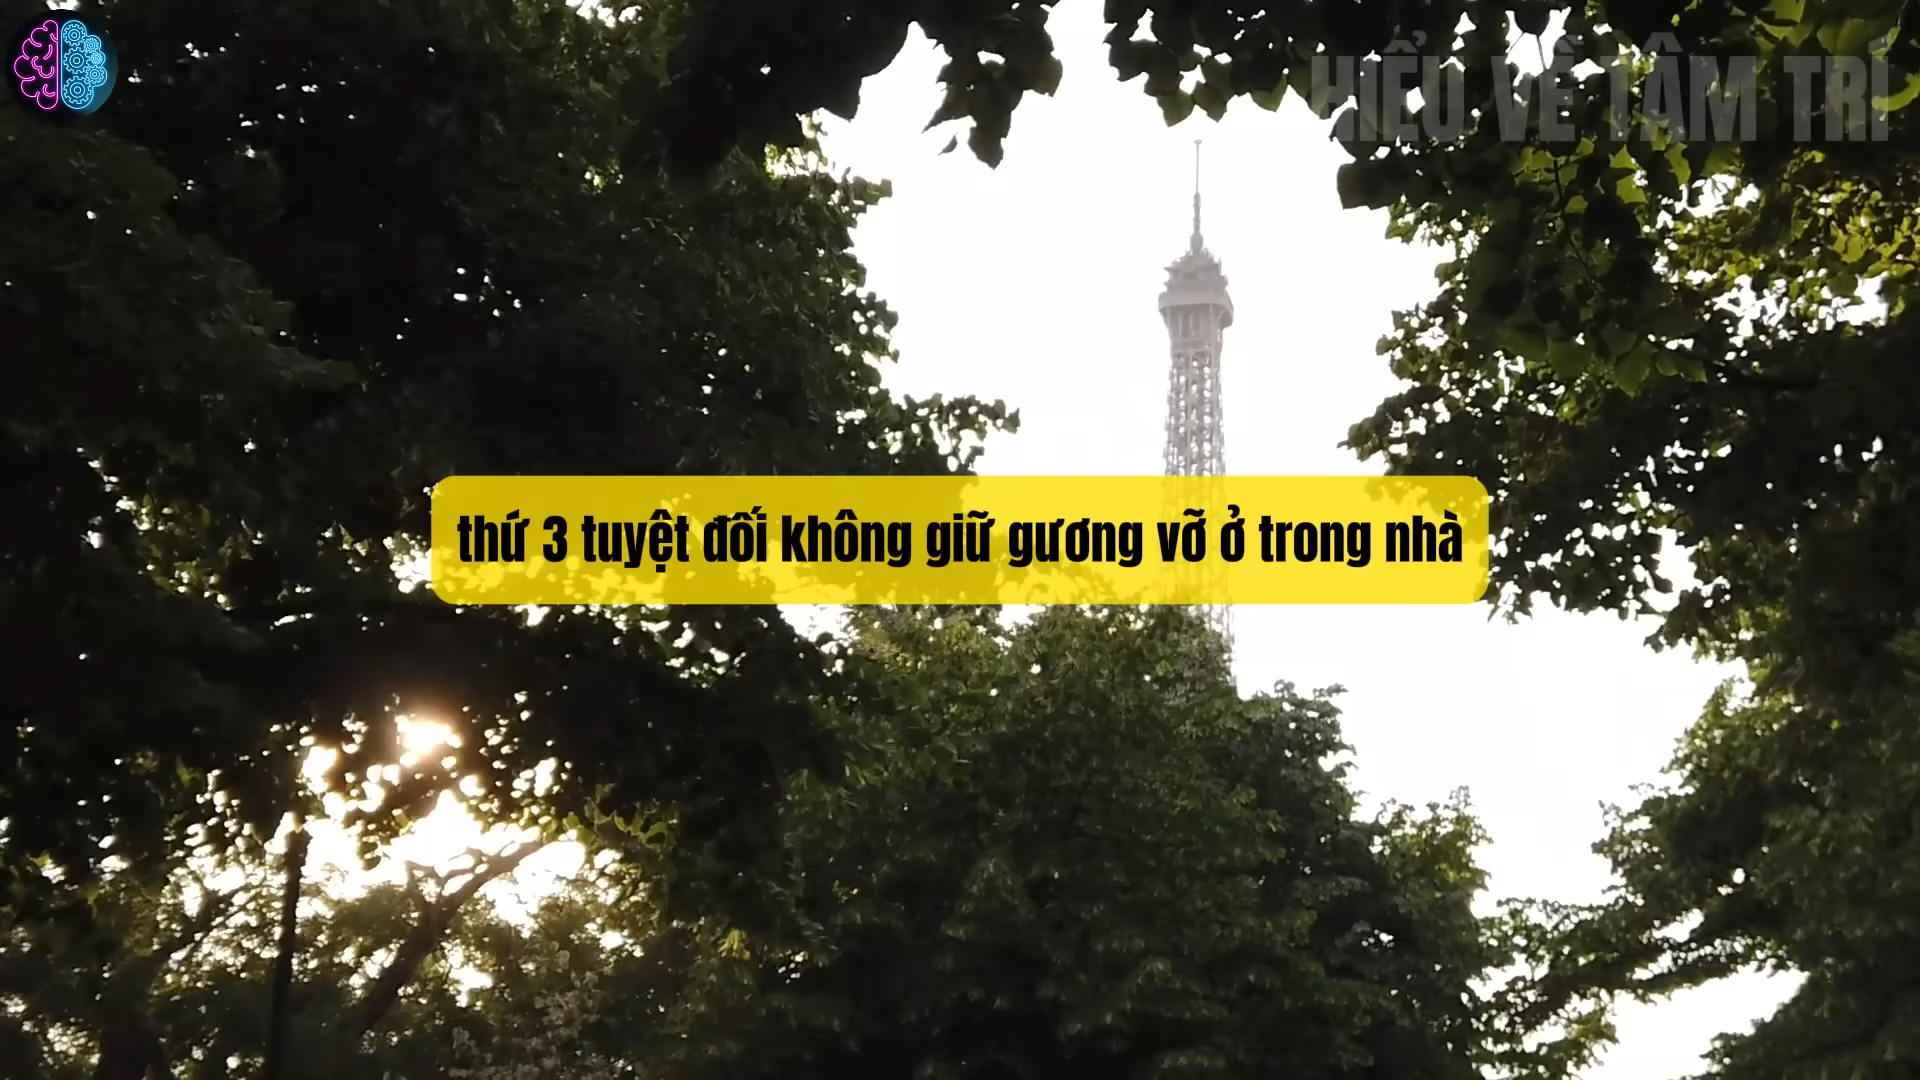 HIỂU VỀ TÂM TRÍ
thứ 3 tuyệt đối không giữ gương vỡ ở trong nhà